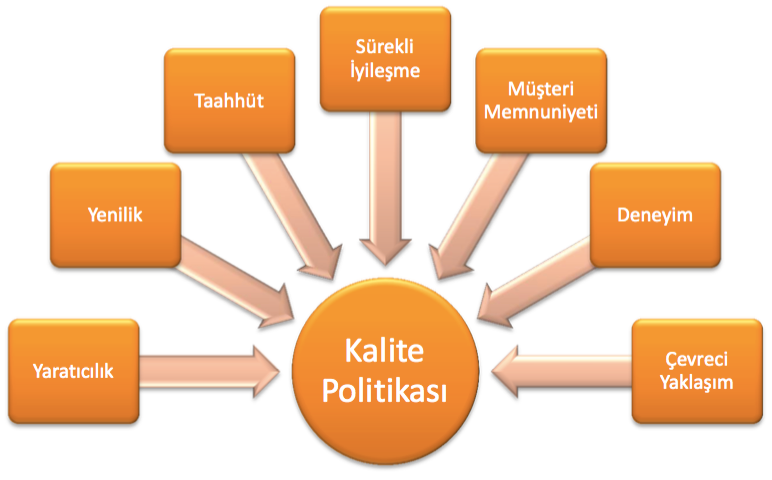 Sürekli
İyileşme
Taahhüt
Müşteri
Memnuniyeti
Yenilik
Deneyim
Yaratıcılık
Kalite
Politikası
Çevreci
Yaklaşım